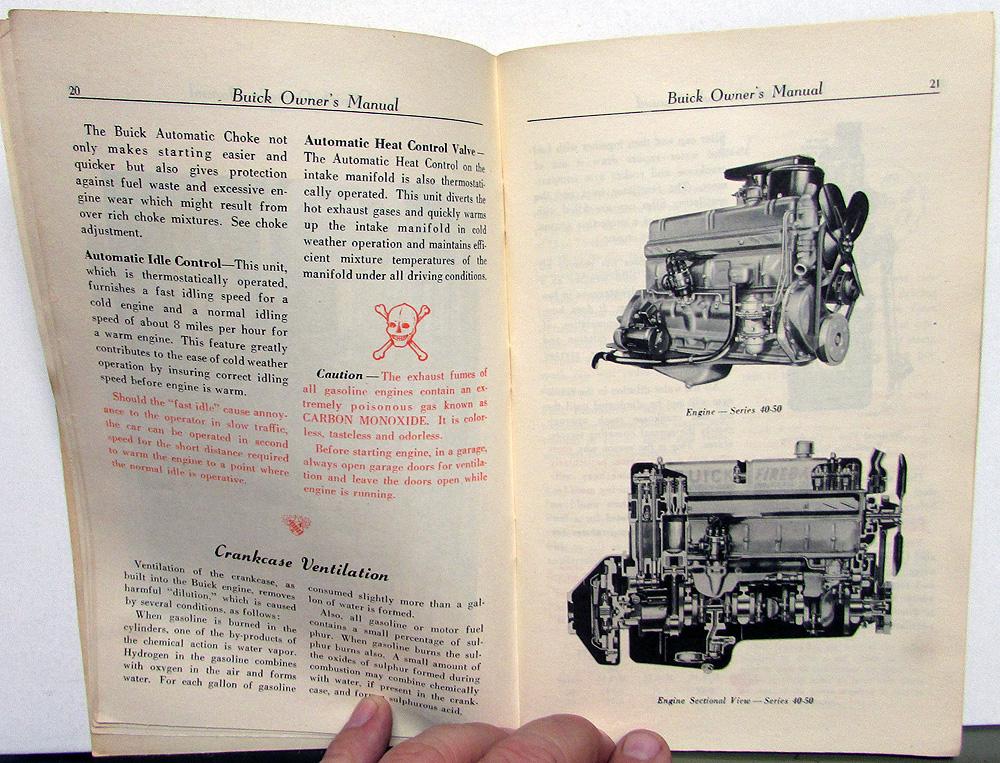 20
Buick Owner's Manual
The Buick Automatic Choke not
only makes starting easier and
quicker but also gives protection
against fuel waste and excessive en-
gine wear which might result from
over rich choke mixtures. See choke
adjustment.
Automatic Idle Control—This unit,
which is thermostatically operated,
furnishes a fast idling speed for a
cold engine and a normal idling
speed of about 8 miles per hour for
a warm engine. This feature greatly
contributes to the ease of cold weather
operation by insuring correct idling
speed before engine is warm.
Should the "fast idle" cause annoy-
ance to the operator in slow traffic,
the car can be operated in second
speed for the short distance required
to warm the engine to a point where
the normal idle is operative.
Automatic Heat Control Valve—
The Automatic Heat Control on the
intake manifold is also thermostati-
cally operated. This unit diverts the
hot exhaust gases and quickly warms
up the intake manifold in cold
weather operation and maintains effi-
cient mixture temperatures of the
manifold under all driving conditions.
Caution—The exhaust fumes of
all gasoline engines contain an ex-
tremely poisonous gas known as
CARBON MONOXIDE. It is color-
less, tasteless and odorless.
Before starting engine, in a garage,
always open garage doors for ventila-
tion and leave the doors open while
engine is running.
Crankcase Ventilation
Ventilation of the crankcase, as
built into the Buick engine, removes
harmful "dilution," which is caused
by several conditions, as follows:
When gasoline is burned in the
cylinders, one of the by-products of
the chemical action is water vapor.
Hydrogen in the gasoline combines
with oxygen in the air and forms
water. For each gallon of gasoline
consumed slightly more than a gal-
lon of water is formed.
Also, all gasoline or motor fuel
contains a small percentage of sul-
phur. When gasoline burns the sul-
phur burns also. A small amount of
the oxides of sulphur formed during
combustion may combine chemically
with water, if present in the crank-
case, and form sulphurous acid.
Buick Owner's Manual
21
Engine — Series 40-50
Engine Sectional View — Series 40-50